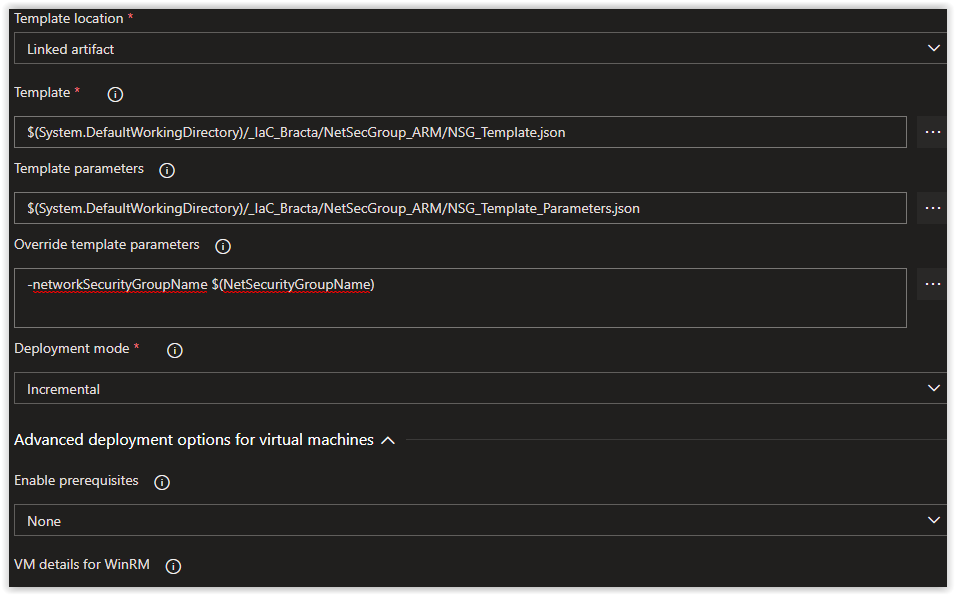 Template location *
Linked artifact
Template *
$(System.DefaultWorkingDirectory)/_IaC_Bracta/NetSecGroup_ARM/NSG_Template.json
Template parameters
$(System.DefaultWorkingDirectory)/_IaC_Bracta/NetSecGroup_ARM/NSG_Template_Parameters.json
Override template parameters
-networkSecurityGroupName $(NetSecurityGroupName)
Deployment mode *
Incremental
Advanced deployment options for virtual machines
Enable prerequisites
None
VM details for WinRM